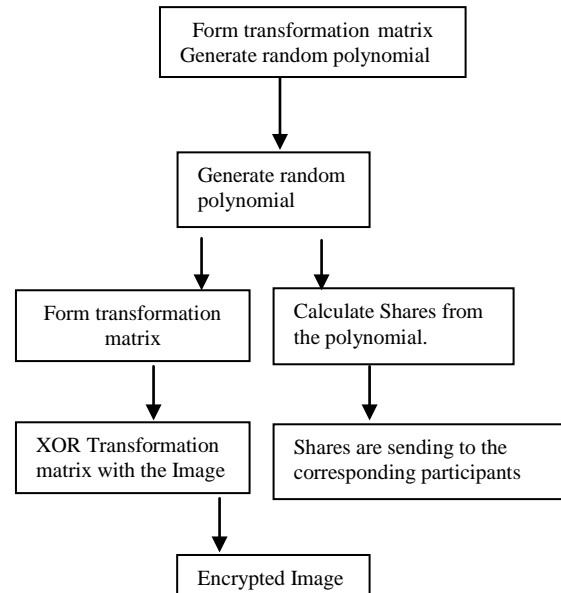 Form transformation matrix
Generate random polynomial
Generate random
polynomial
Form transformation
matrix
Calculate Shares from
the polynomial.
XOR Transformation
matrix with the Image
Shares are sending to the
corresponding participants
Encrypted Image